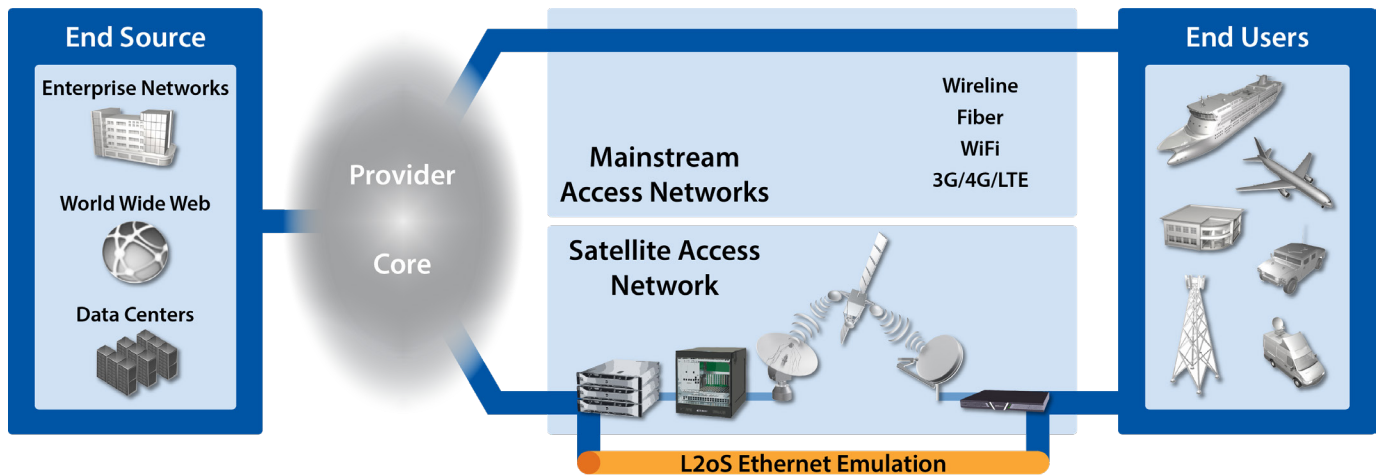 End Source
Enterprise Networks
World Wide Web
Data Centers
Provider
Core
Mainstream
Access Networks
Wireline
Fiber
WiFi
3G/4G/LTE
Satellite Access
Network
L2oS Ethernet Emulation
End Users